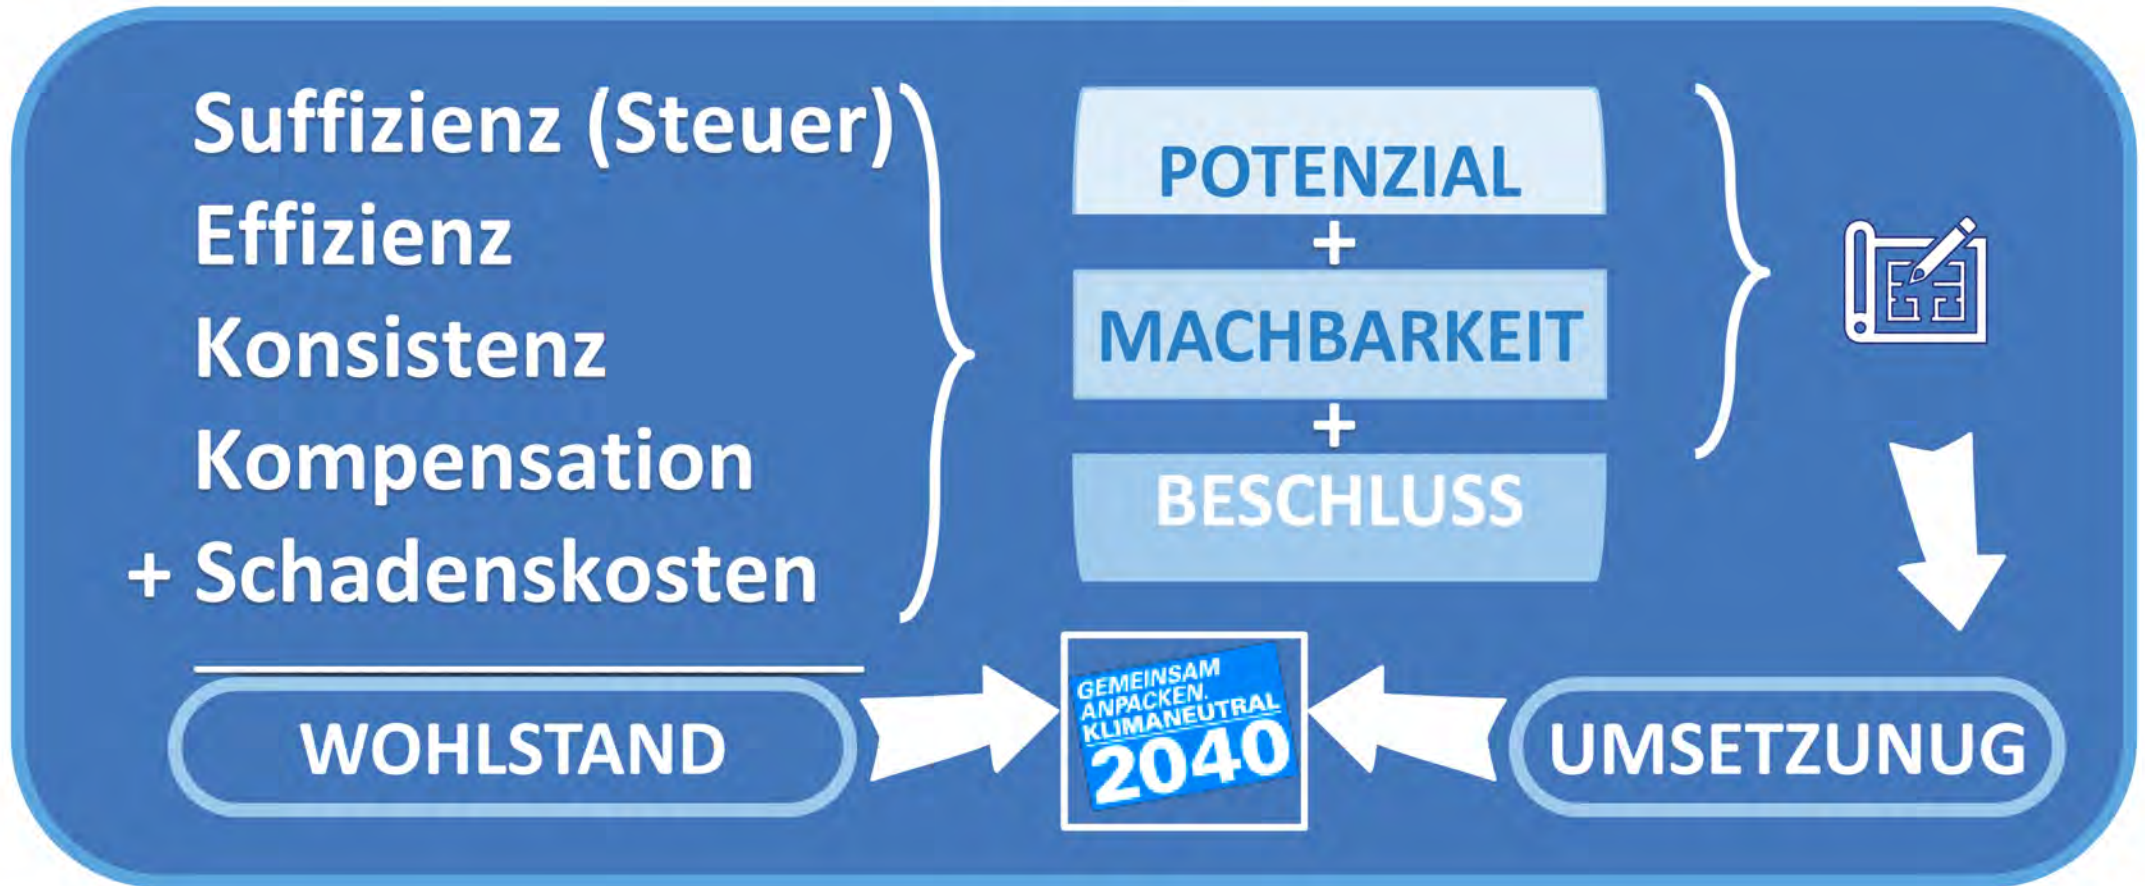 Suffizienz (Steuer)
Effizienz
Konsistenz
Kompensation
+ Schadenskosten
WOHLSTAND
POTENZIAL
+
MACHBARKEIT
+
BESCHLUSS
GEMEINSAM
ANPACKEN.
KLIMANEUTRAL
2040
UMSETZUNUG